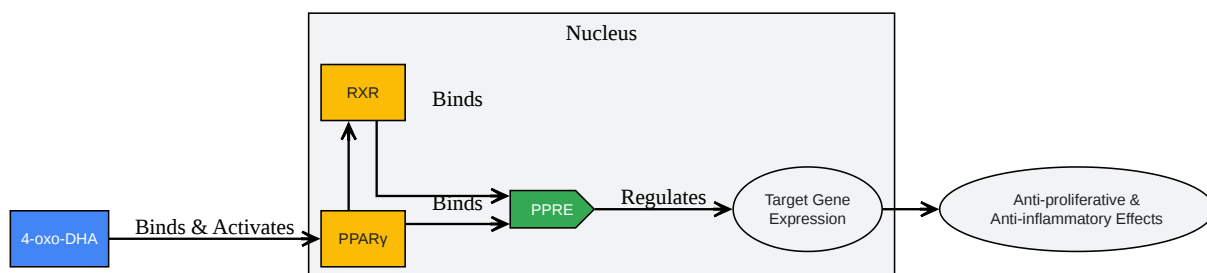 Nucleus
RXR
Binds
4-oxo-DHA
Binds & Activates
PPARγ
Binds
PPRE
Regulates
Target Gene
Expression
Anti-proliferative &
Anti-inflammatory Effects